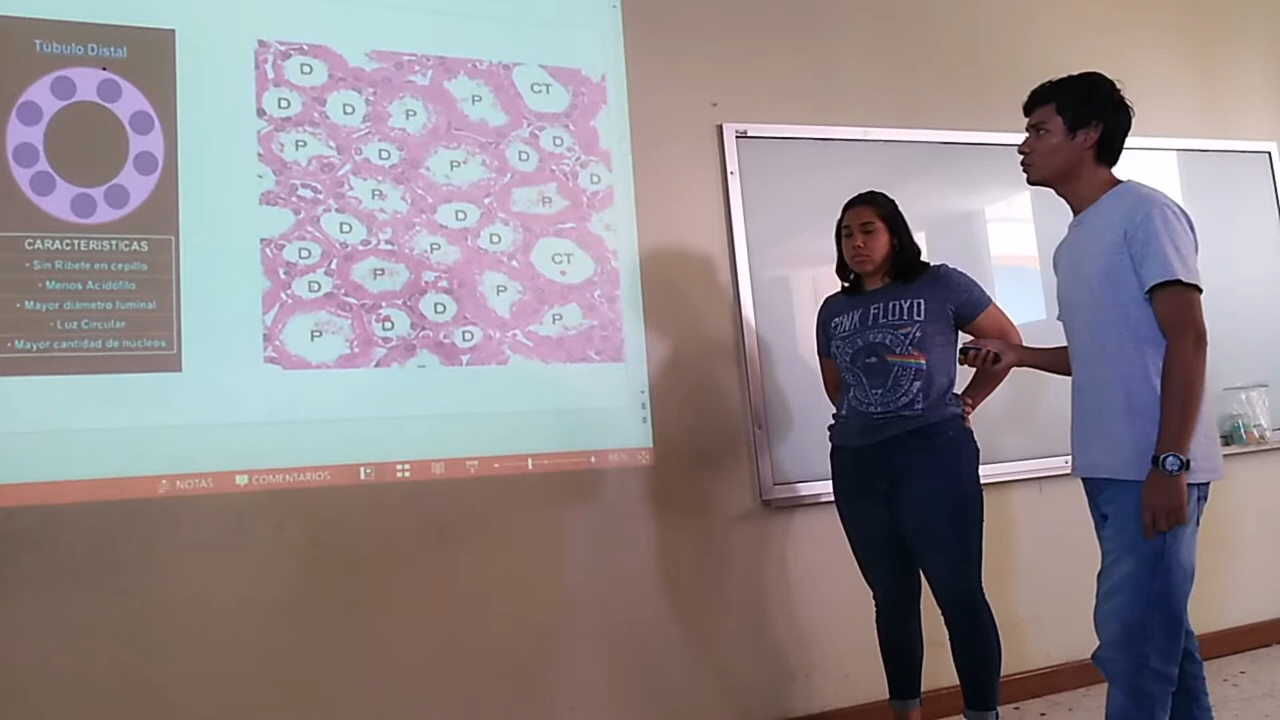 Túbulo Distal
CARACTERISTICAS
- Sin Ribete en cepillo
- Menos Acidófilo
- Mayor diámetro luminal
- Luz Circular
- Mayor cantidad de núcleos
D
CT
P
D
D
P
D
P
D
P
D
D
P
P
D
D
D
P
D
CT
D
P
D
P
D
P
D
P
D
NOTAS
COMENTARIOS
PINK FLOYD